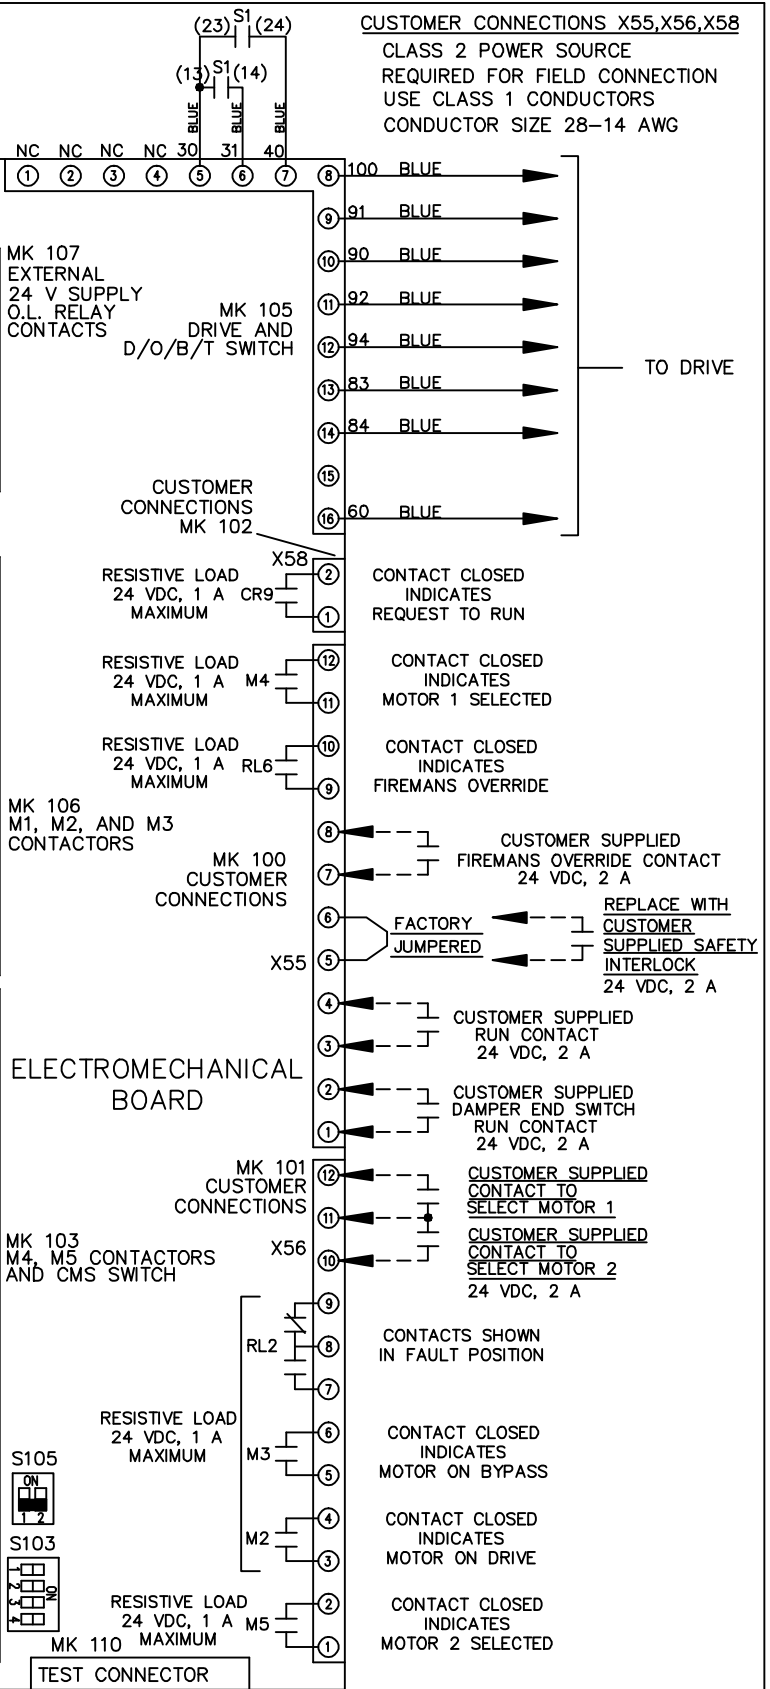 (23) S1 (24)
(13) S1 (14)
BLUE BLUE BLUE
CUSTOMER CONNECTIONS X55,X56,X58
CLASS 2 POWER SOURCE
REQUIRED FOR FIELD CONNECTION
USE CLASS 1 CONDUCTORS
CONDUCTOR SIZE 28-14 AWG
NC NC NC NC 30 31 40
1 2 3 4 5 6 7 8 100 BLUE
9 91 BLUE
10 90 BLUE
11 92 BLUE
12 94 BLUE
13 83 BLUE
14 84 BLUE
15
16 60 BLUE
TO DRIVE
MK 107
EXTERNAL
24 V SUPPLY
O.L. RELAY
CONTACTS
MK 105
DRIVE AND
D/O/B/T SWITCH
CUSTOMER
CONNECTIONS
MK 102
X58
RESISTIVE LOAD
24 VDC, 1 A
MAXIMUM
CR9
2
1
CONTACT CLOSED
INDICATES
REQUEST TO RUN
RESISTIVE LOAD
24 VDC, 1 A
MAXIMUM
M4
12
11
CONTACT CLOSED
INDICATES
MOTOR 1 SELECTED
RESISTIVE LOAD
24 VDC, 1 A
MAXIMUM
RL6
10
9
CONTACT CLOSED
INDICATES
FIREMANS OVERRIDE
MK 106
M1, M2, AND M3
CONTACTORS
MK 100
CUSTOMER
CONNECTIONS
X55
8
7
CUSTOMER SUPPLIED
FIREMANS OVERRIDE CONTACT
24 VDC, 2 A
6
5
FACTORY
JUMPERED
REPLACE WITH
CUSTOMER
SUPPLIED SAFETY
INTERLOCK
24 VDC, 2 A
4
3
CUSTOMER SUPPLIED
RUN CONTACT
24 VDC, 2 A
ELECTROMECHANICAL
BOARD
2
1
CUSTOMER SUPPLIED
DAMPER END SWITCH
RUN CONTACT
24 VDC, 2 A
MK 101
CUSTOMER
CONNECTIONS
X56
12
11
10
CUSTOMER SUPPLIED
CONTACT TO
SELECT MOTOR 1
CUSTOMER SUPPLIED
CONTACT TO
SELECT MOTOR 2
24 VDC, 2 A
MK 103
M4, M5 CONTACTORS
AND CMS SWITCH
RL2
9
8
7
CONTACTS SHOWN
IN FAULT POSITION
RESISTIVE LOAD
24 VDC, 1 A
MAXIMUM
M3
6
5
CONTACT CLOSED
INDICATES
MOTOR ON BYPASS
M2
4
3
CONTACT CLOSED
INDICATES
MOTOR ON DRIVE
S105
ON
1 2
S103
1
2
3
4
ON
RESISTIVE LOAD
24 VDC, 1 A
MAXIMUM
M5
2
1
CONTACT CLOSED
INDICATES
MOTOR 2 SELECTED
MK 110
TEST CONNECTOR